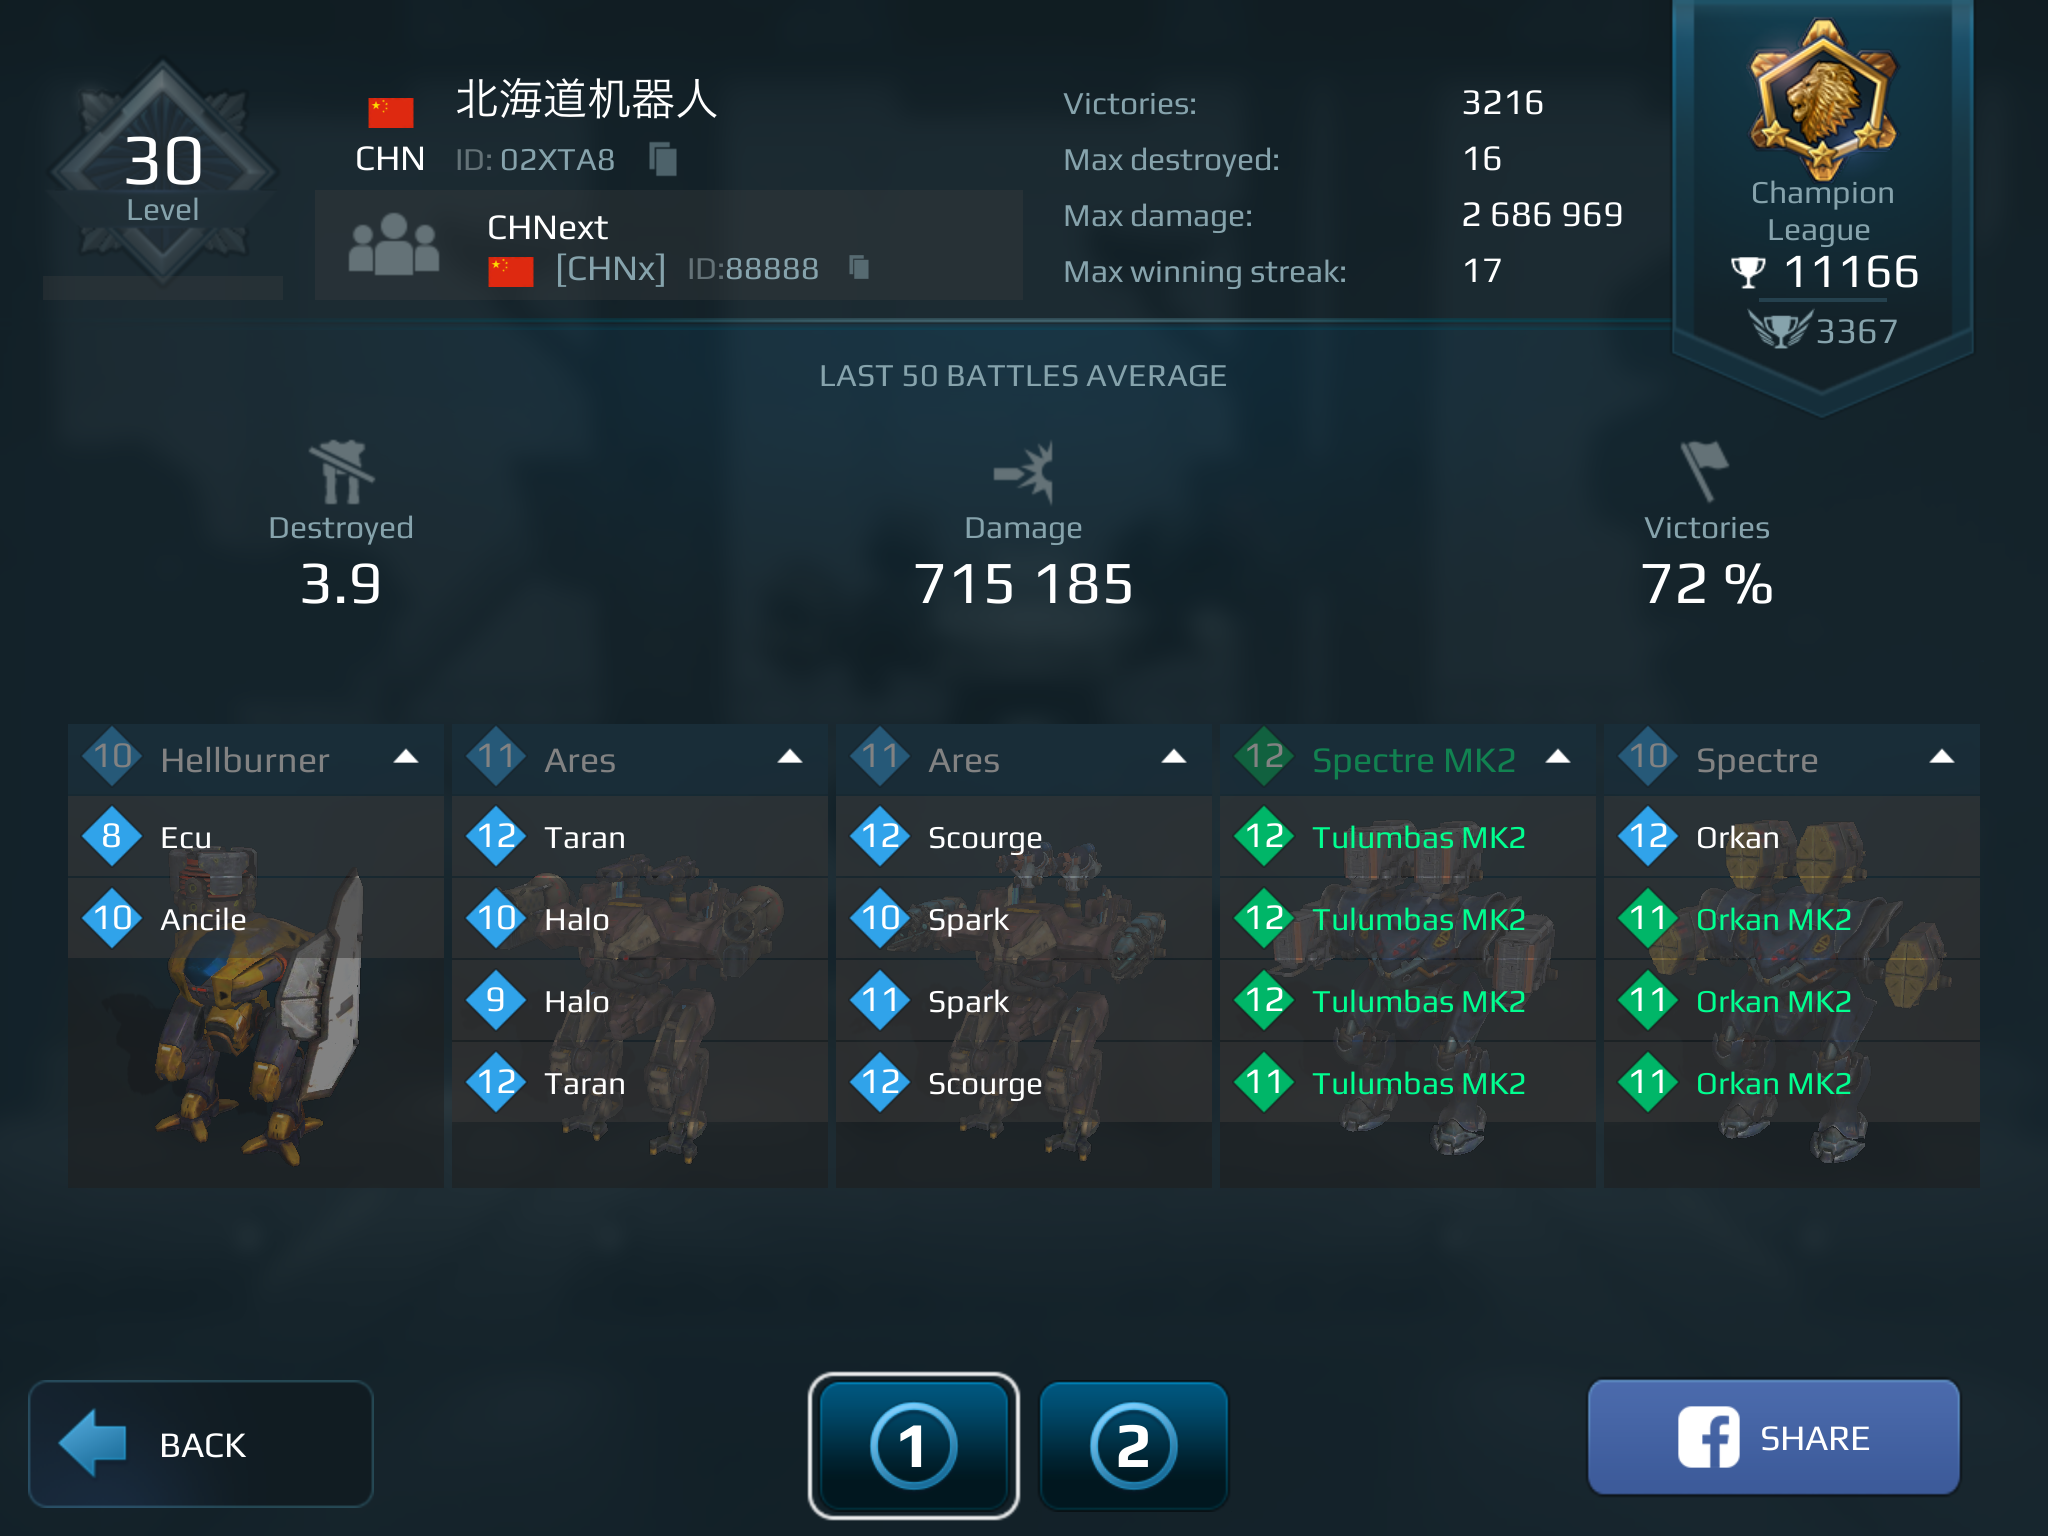 30
Level
北海道机器人
CHN ID: 02XTA8
CHNext
[CHNx] ID:88888
Victories: 3216
Max destroyed: 16
Max damage: 2 686 969
Max winning streak: 17
Champion
League
11166
3367
LAST 50 BATTLES AVERAGE
Destroyed
3.9
Damage
715 185
Victories
72 %
10 Hellburner
8 Ecu
10 Ancile
11 Ares
12 Taran
10 Halo
9 Halo
12 Taran
11 Ares
12 Scourge
10 Spark
11 Spark
12 Scourge
12 Spectre MK2
12 Tulumbas MK2
12 Tulumbas MK2
12 Tulumbas MK2
11 Tulumbas MK2
10 Spectre
12 Orkan
11 Orkan MK2
11 Orkan MK2
11 Orkan MK2
BACK
1
2
SHARE